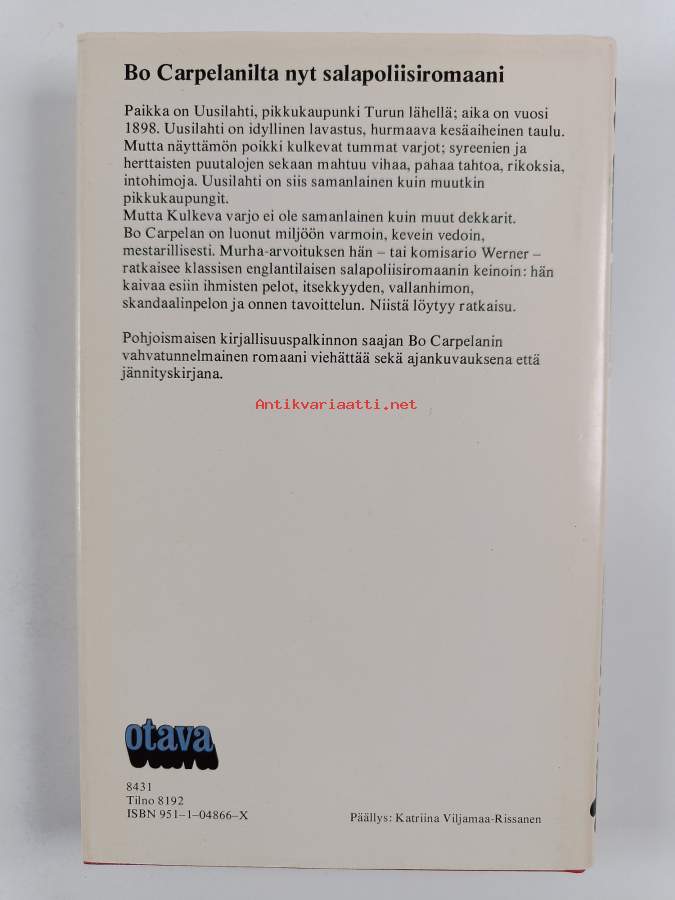 Bo Carpelanilta nyt salapoliisiromaani
Paikka on Uusilahti, pikkukaupunki Turun lähellä; aika on vuosi
1898. Uusilahti on idyllinen lavastus, hurmaava kesäaiheinen taulu.
Mutta näyttämön poikki kulkevat tummat varjot; syreenien ja
herttaisten puutalojen sekaan mahtuu vihaa, pahaa tahtoa, rikoksia,
intohimoja. Uusilahti on siis samanlainen kuin muutkin
pikkukaupungit.
Mutta Kulkeva varjo ei ole samanlainen kuin muut dekkarit.
Bo Carpelan on luonut miljöön varmoin, kevein vedoin,
mestarillisesti. Murha-arvoituksen hän – tai komisario Werner –
ratkaisee klassisen englantilaisen salapoliisiromaanin keinoin: hän
kaivaa esiin ihmisten pelot, itsekkyyden, vallanhimon,
skandaalinpelon ja onnen tavoittelun. Niistä löytyy ratkaisu.
Pohjoismaisen kirjallisuuspalkinnon saajan Bo Carpelanin
vahvatunnelmainen romaani viehättää sekä ajankuvauksena että
jännityskirjana.
Antikvariaatti.net
otava
8431
Tilno 8192
ISBN 951–1–04866–X
Päällys: Katriina Viljamaa-Rissanen